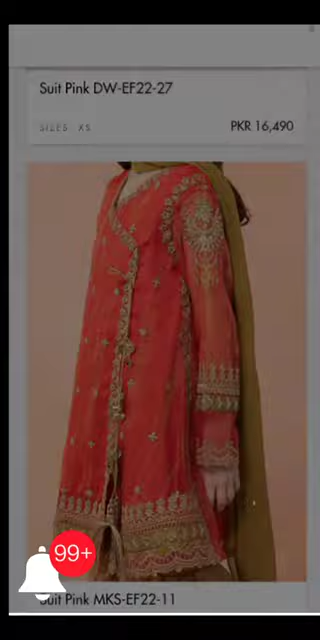 Suit Pink DW-EF22-27
SIZES XS
PKR 16,490
99+
Suit Pink MKS-EF22-11